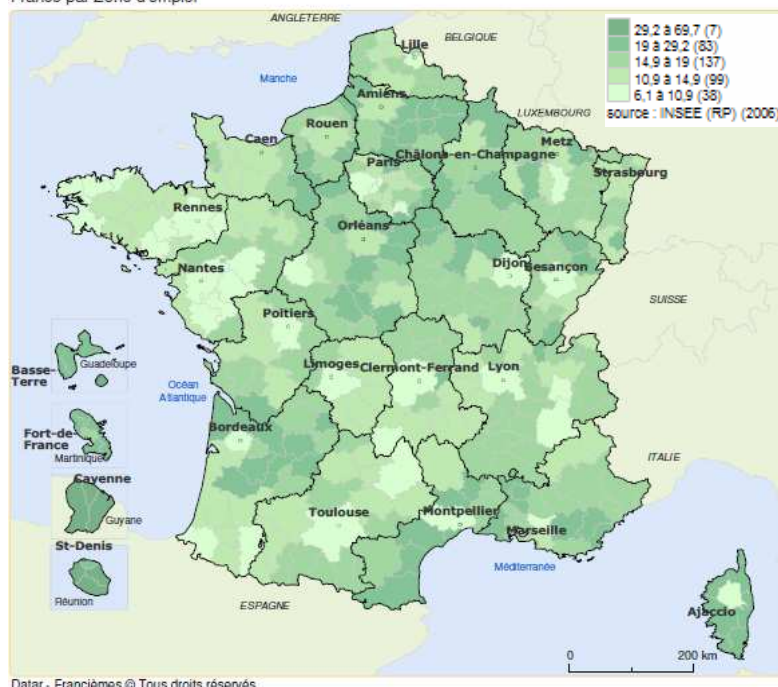 France par Zone d'emploi
ANGLETERRE
29,2 à 69,7 (7)
19 à 29,2 (83)
14,9 à 19 (137)
10,9 à 14,9 (99)
6,1 à 10,9 (38)
source : INSEE (RP) (2006)
BELGIQUE
Lille
Manche
Amiens
LUXEMBOURG
Rouen
Caen
Metz
Paris
Châlons-en-Champagne
Strasbourg
Rennes
Orléans
Nantes
Dijon
Besançon
SUISSE
Poitiers
Limoges
Clermont-Ferrand
Lyon
Basse-Terre
Guadeloupe
Océan Atlantique
Bordeaux
Fort-de-France
Martinique
ITALIE
Cayenne
Guyane
Toulouse
Montpellier
Marseille
St-Denis
Réunion
Méditerranée
ESPAGNE
Ajaccio
0 200 km
Datar - Francièmes © Tous droits réservés